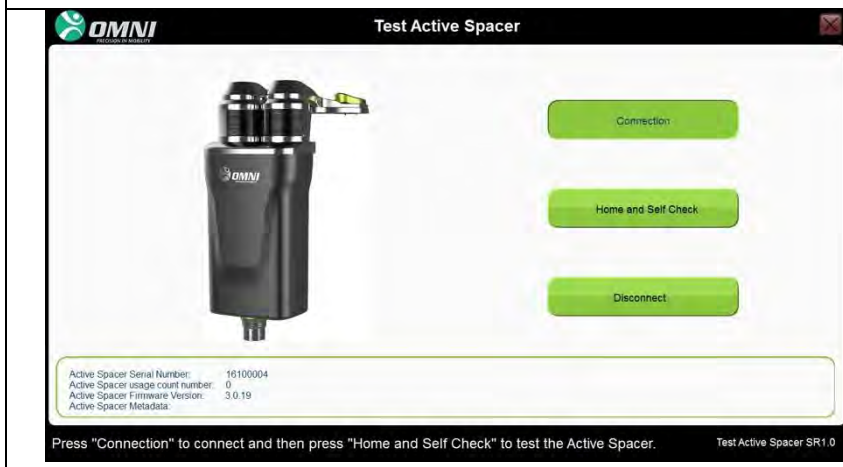 OMNI
PRECISION IN MOBILITY
Test Active Spacer
OMNI
Connection
Home and Self Check
Disconnect
Active Spacer Serial Number: 16100004
Active Spacer usage count number: 0
Active Spacer Firmware Version: 3.0.19
Active Spacer Metadata:
Press "Connection" to connect and then press "Home and Self Check" to test the Active Spacer.
Test Active Spacer SR1.0